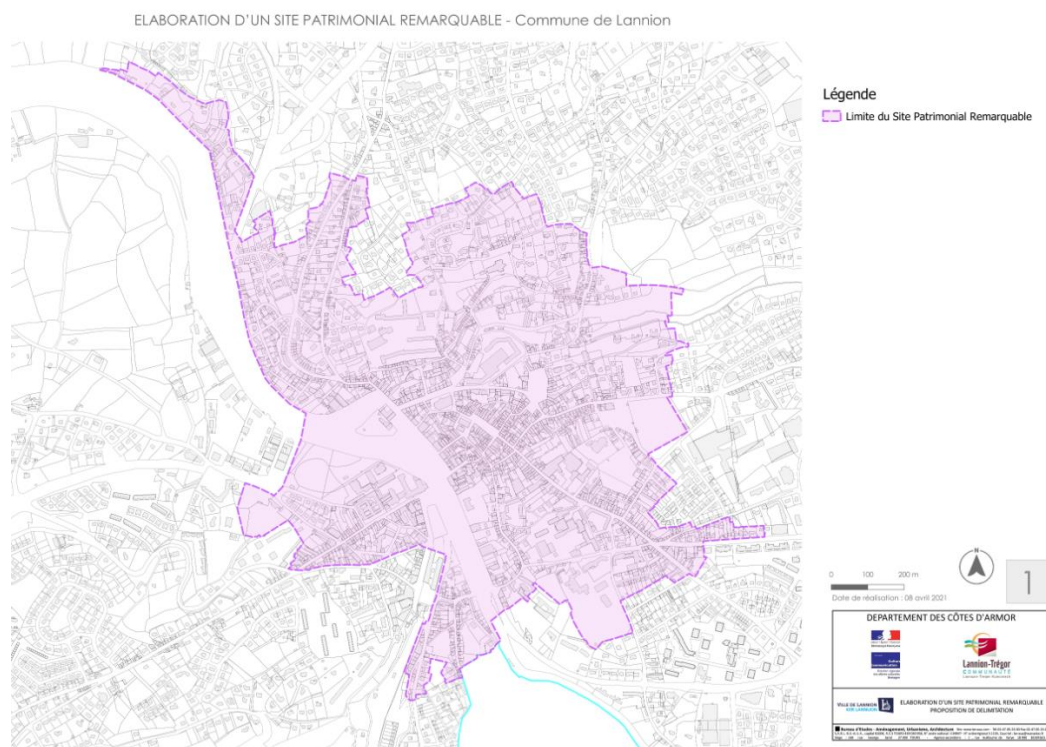 ELABORATION D'UN SITE PATRIMONIAL REMARQUABLE - Commune de Lannion
Légende
Limite du Site Patrimonial Remarquable
N
0 100 200 m
1
Date de réalisation : 08 avril 2021
DEPARTEMENT DES CÔTES D'ARMOR
Lannion-Trégor
COMMUNAUTÉ
VILLE DE LANNION
KÊR LANNUON
ELABORATION D'UN SITE PATRIMONIAL REMARQUABLE
PROPOSITION DE DELIMITATION